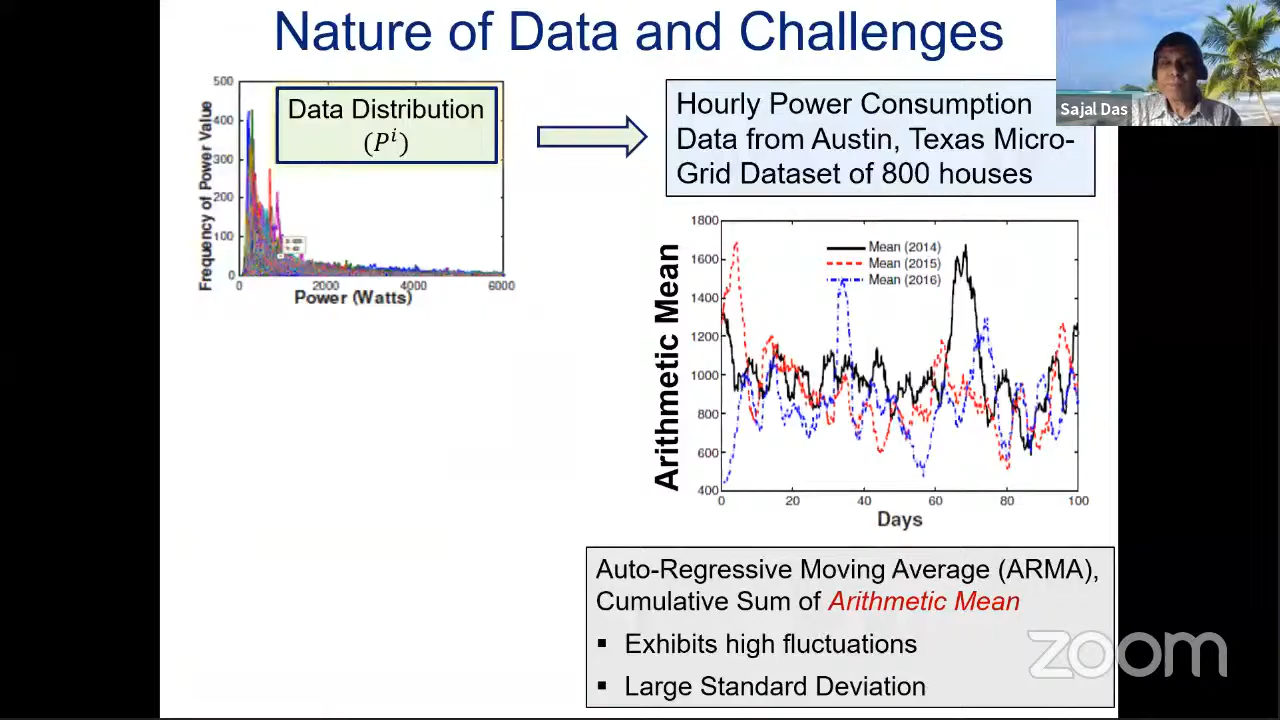 Nature of Data and Challenges
Sajal Das
500
400
300
200
100
0
Frequency of Power Value
Data Distribution
(Pⁱ)
0
2000
4000
6000
Power (Watts)
Hourly Power Consumption
Data from Austin, Texas Micro-
Grid Dataset of 800 houses
1800
1600
1400
1200
1000
800
600
400
Arithmetic Mean
Mean (2014)
Mean (2015)
Mean (2016)
0
20
40
60
80
100
Days
Auto-Regressive Moving Average (ARMA),
Cumulative Sum of Arithmetic Mean
▪ Exhibits high fluctuations
▪ Large Standard Deviation
zoom